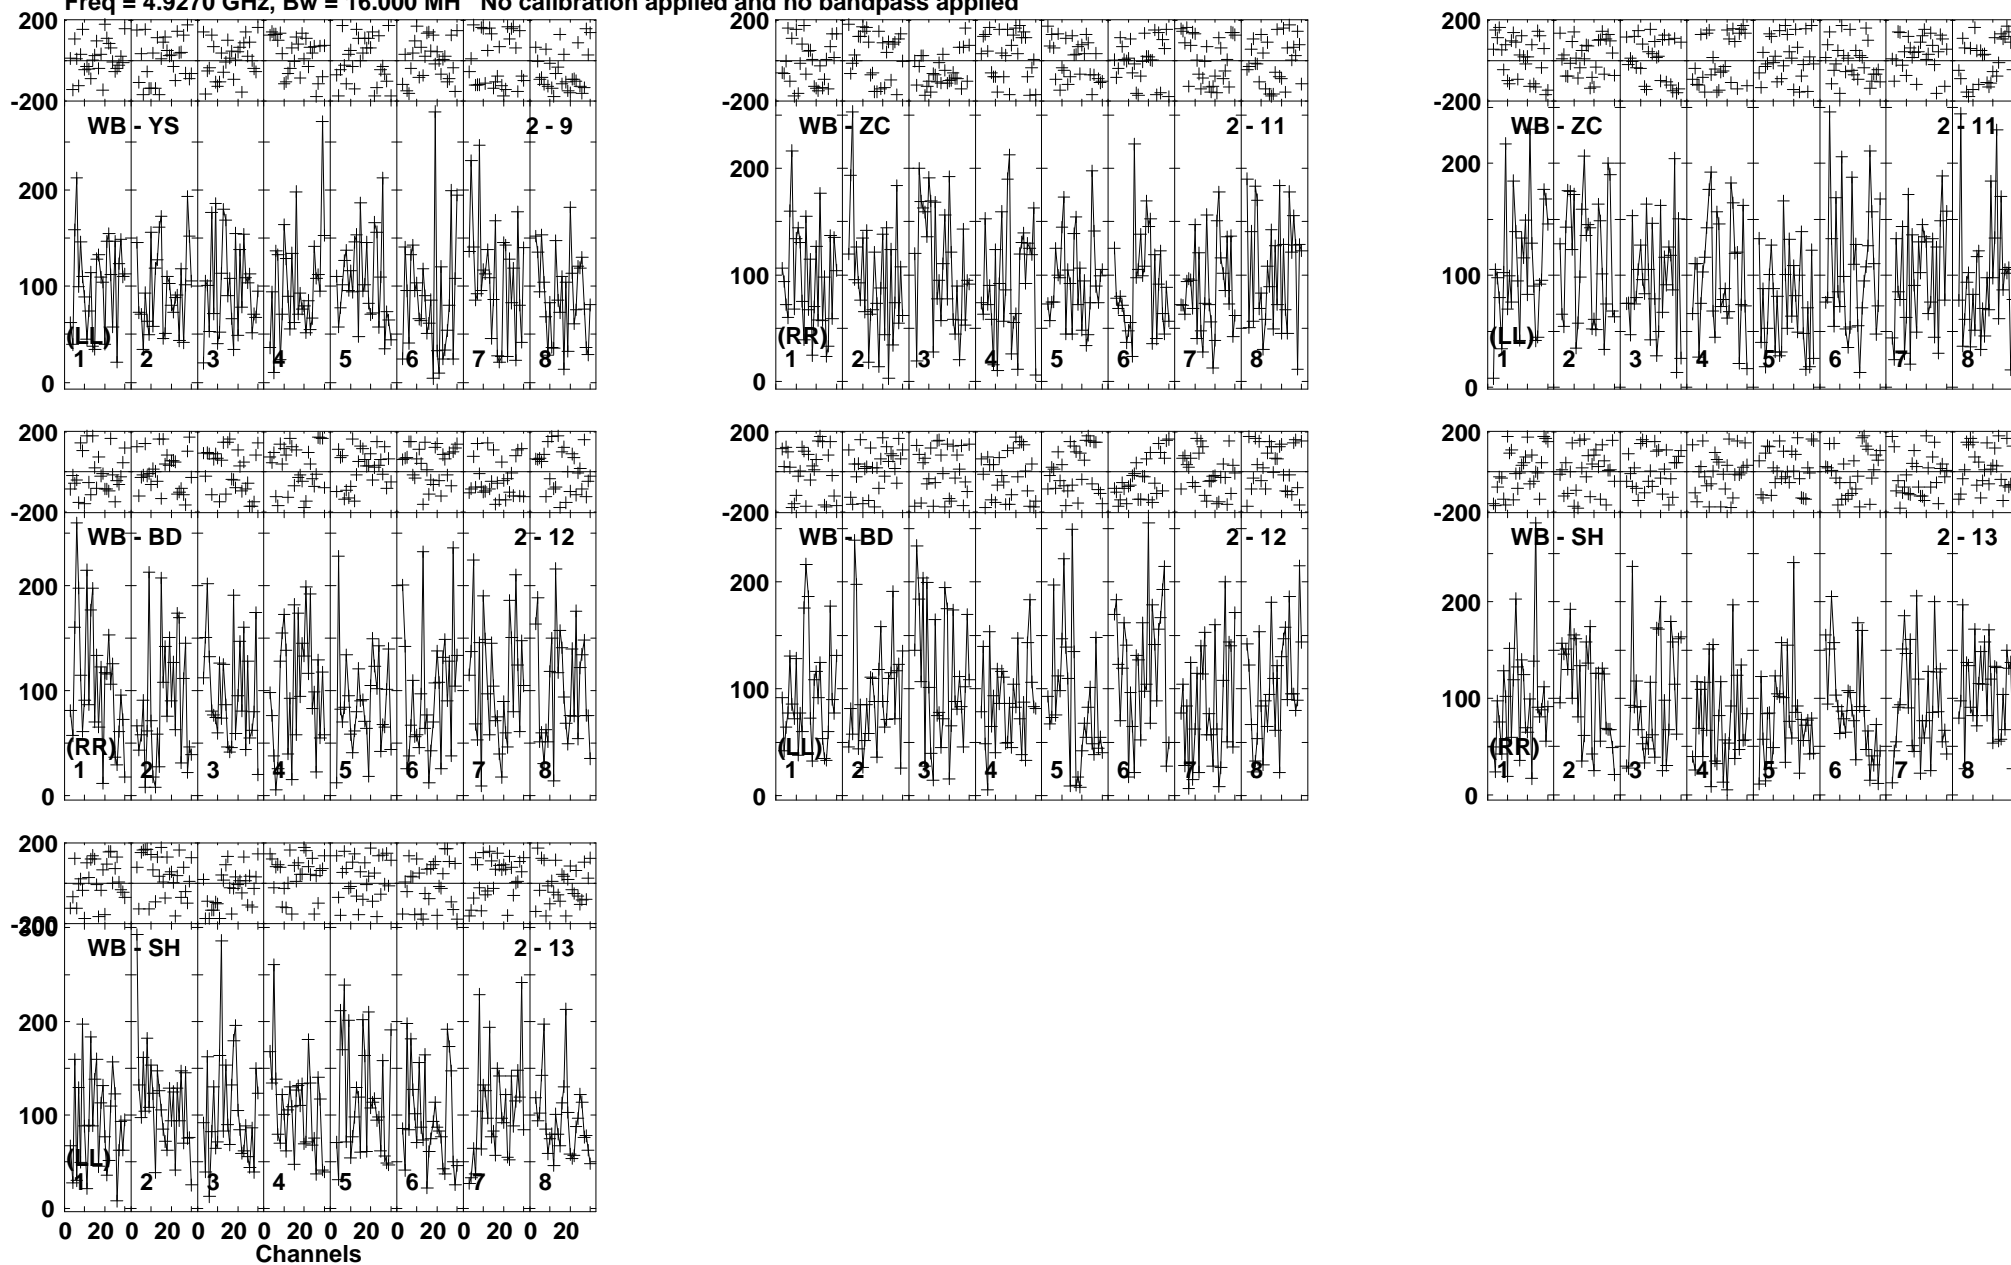 Freq = 4.9270 GHz, Bw = 16.000 MH No calibration applied and no bandpass applied
200
-200
WB - YS 2 - 9
200
100
(LL)
1 2 3 4 5 6 7 8
0
200
-200
WB - ZC 2 - 11
200
100
(RR)
1 2 3 4 5 6 7 8
0
200
-200
WB - ZC 2 - 11
200
100
(LL)
1 2 3 4 5 6 7 8
0
200
-200
WB - BD 2 - 12
200
100
(RR)
1 2 3 4 5 6 7 8
0
200
-200
WB - BD 2 - 12
200
100
(LL)
1 2 3 4 5 6 7 8
0
200
-200
WB - SH 2 - 13
200
100
(RR)
1 2 3 4 5 6 7 8
0
200
-200
300
WB - SH 2 - 13
200
100
(LL)
1 2 3 4 5 6 7 8
0
0 20 0 20 0 20 0 20 0 20 0 20 0 20 0 20
Channels